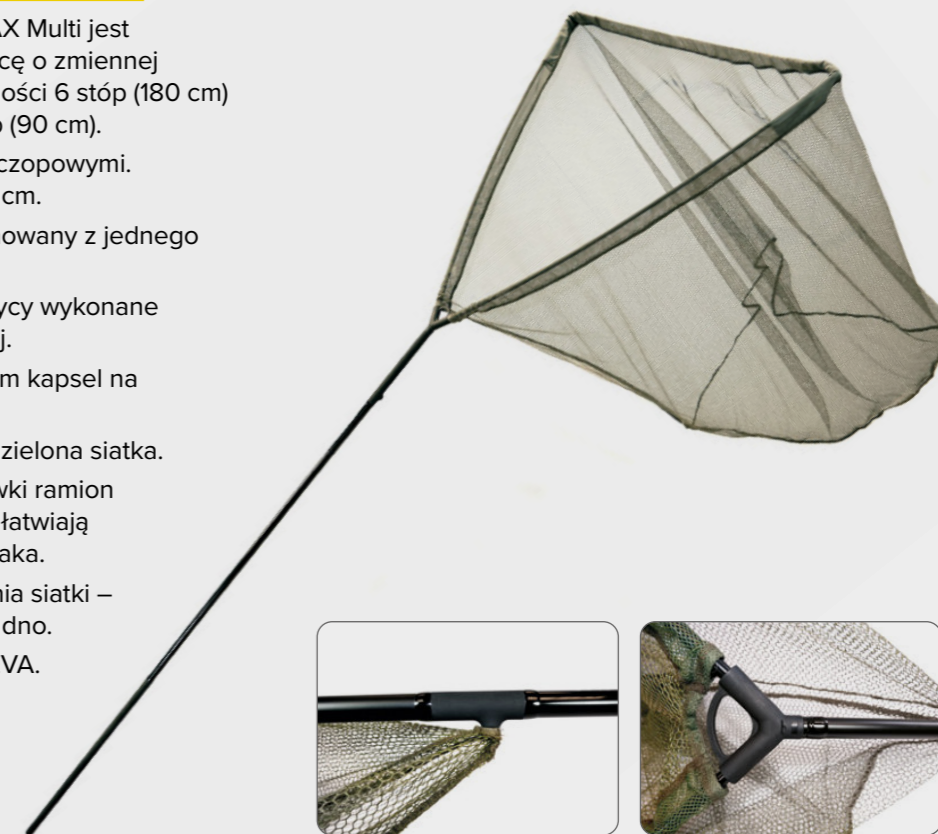 AX Multi jest
cę o zmiennej
ości 6 stóp (180 cm)
(90 cm).
czopowymi.
cm.
owany z jednego
ycy wykonane
j.
m kapsel na
zielona siatka.
wki ramion
łatwiają
aka.
nia siatki –
dno.
VA.